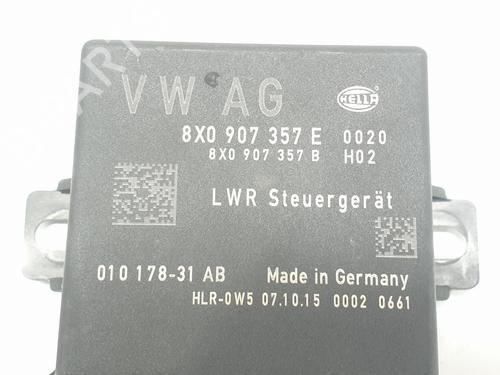 VW AG
HELLA
8X0 907 357 E 0020
8X0 907 357 B H02
LWR Steuergerät
010 178-31 AB Made in Germany
HLR-0W5 07.10.15 0002 0661